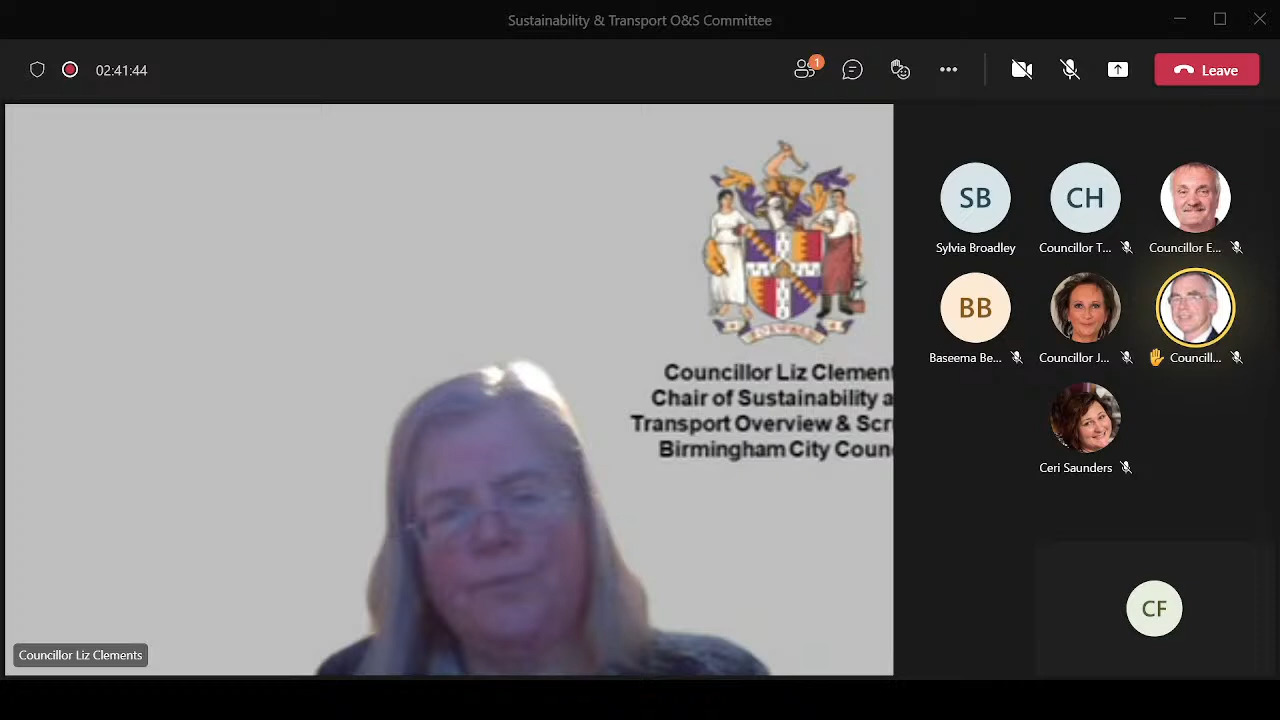 Sustainability & Transport O&S Committee
02:41:44
1
Leave
Councillor Liz Clement
Chair of Sustainability a
Transport Overview & Scr
Birmingham City Coun
SB
CH
Sylvia Broadley
Councillor T...
Councillor E...
BB
Baseema Be...
Councillor J...
Councill...
Ceri Saunders
CF
Councillor Liz Clements